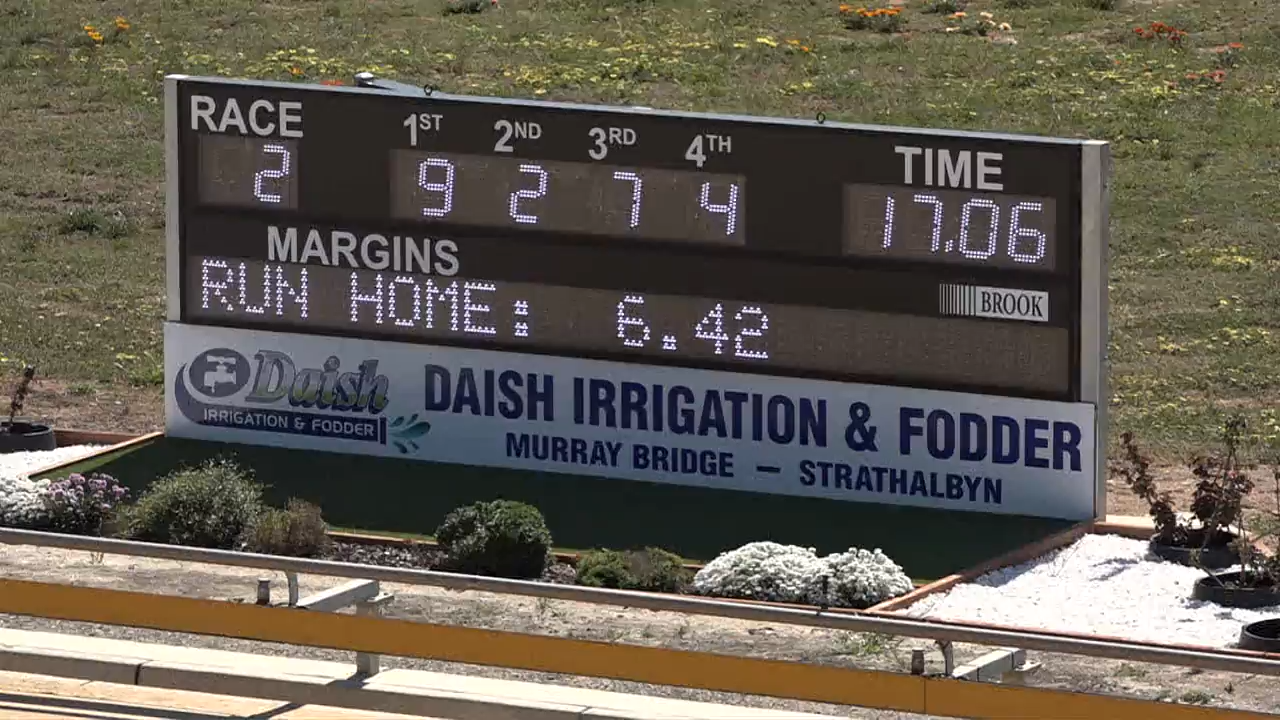 RACE 1ST 2ND 3RD 4TH TIME
2 9 2 7 4 17.06
MARGINS
RUN HOME: 6.42
BROOK
Daish
IRRIGATION & FODDER
DAISH IRRIGATION & FODDER
MURRAY BRIDGE — STRATHALBYN